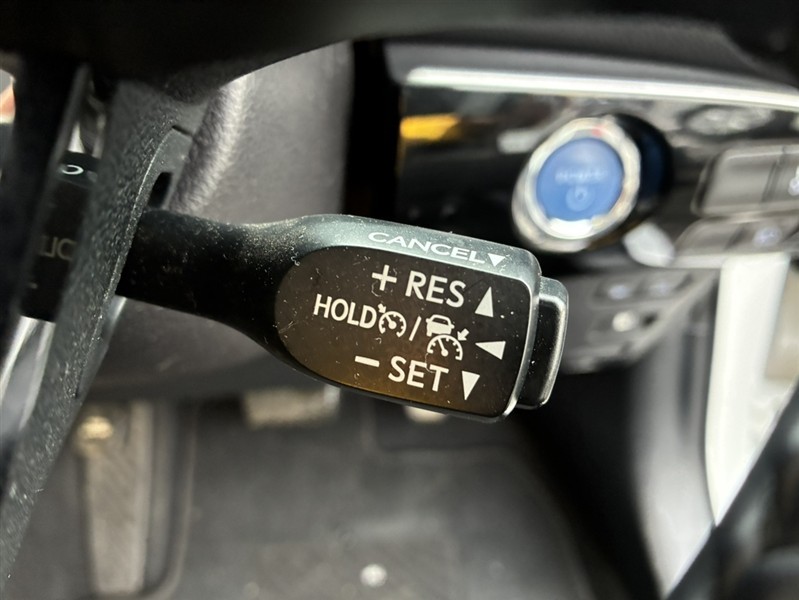 CANCEL▼
+ RES ▲
HOLD / ◀
− SET ▼